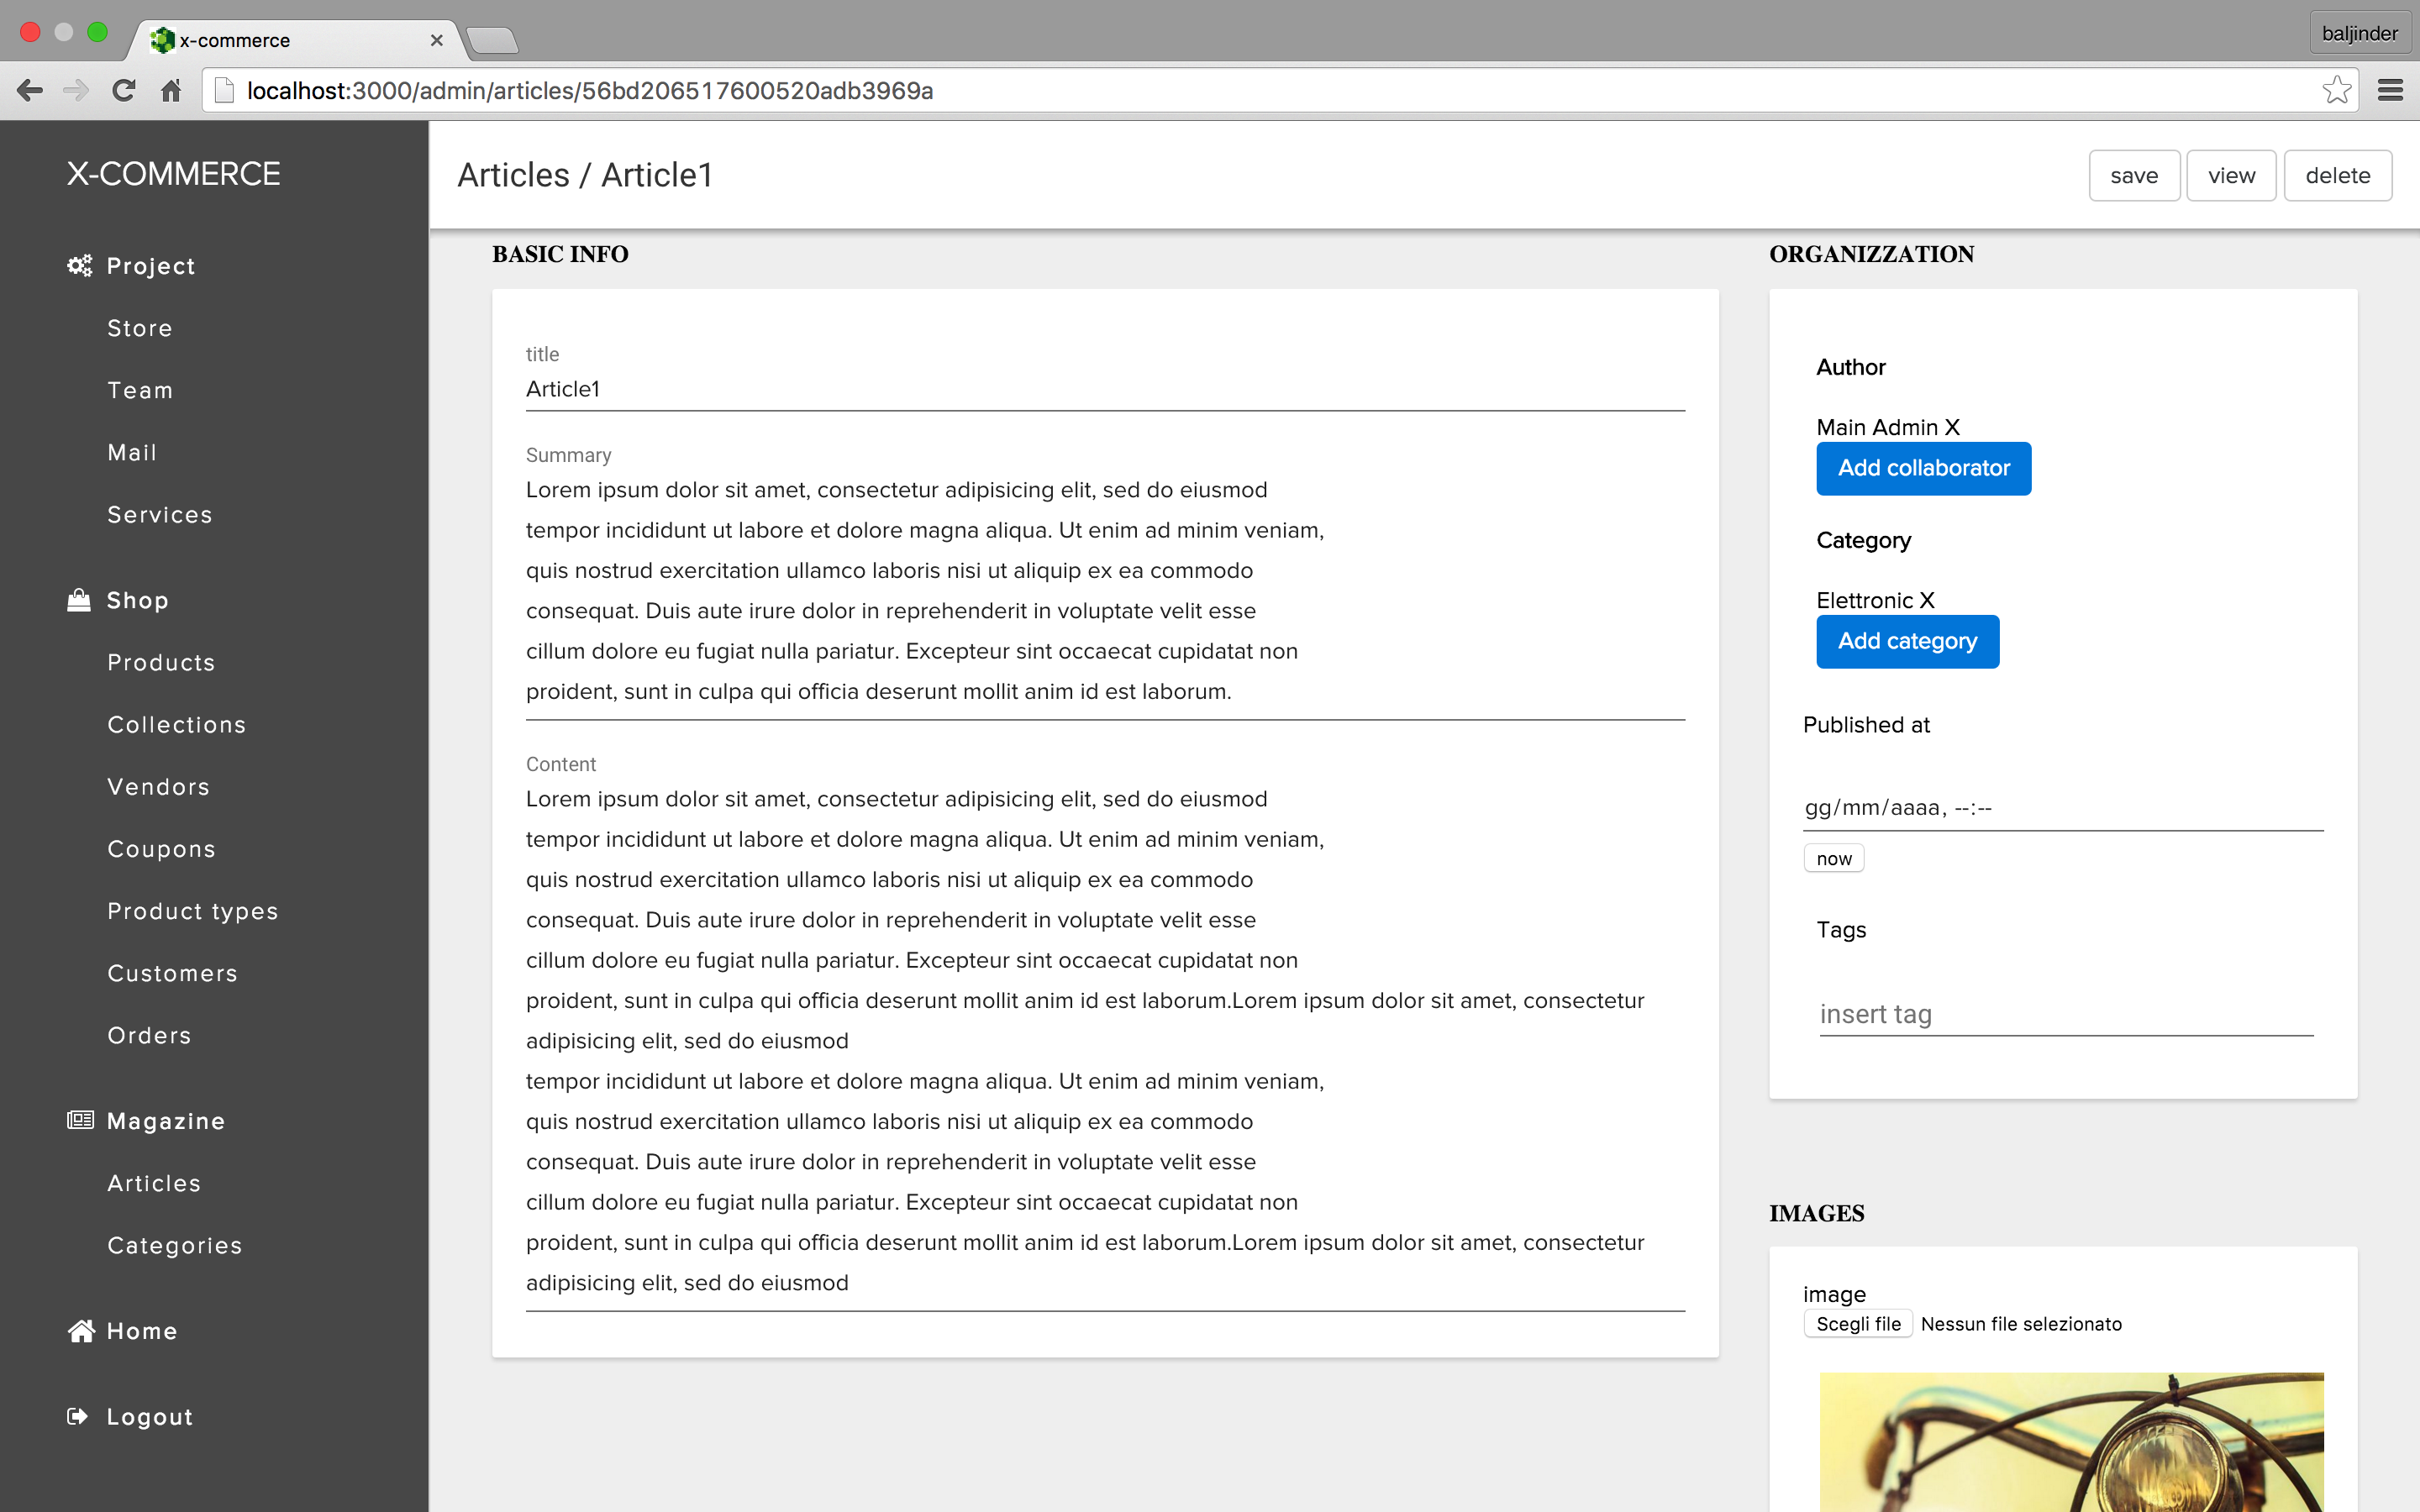 x-commerce
baljinder
localhost:3000/admin/articles/56bd206517600520adb3969a
X-COMMERCE
Project
Store
Team
Mail
Services
Shop
Products
Collections
Vendors
Coupons
Product types
Customers
Orders
Magazine
Articles
Categories
Home
Logout
Articles / Article1
save
view
delete
BASIC INFO
title
Article1
Summary
Lorem ipsum dolor sit amet, consectetur adipisicing elit, sed do eiusmod
tempor incididunt ut labore et dolore magna aliqua. Ut enim ad minim veniam,
quis nostrud exercitation ullamco laboris nisi ut aliquip ex ea commodo
consequat. Duis aute irure dolor in reprehenderit in voluptate velit esse
cillum dolore eu fugiat nulla pariatur. Excepteur sint occaecat cupidatat non
proident, sunt in culpa qui officia deserunt mollit anim id est laborum.
Content
Lorem ipsum dolor sit amet, consectetur adipisicing elit, sed do eiusmod
tempor incididunt ut labore et dolore magna aliqua. Ut enim ad minim veniam,
quis nostrud exercitation ullamco laboris nisi ut aliquip ex ea commodo
consequat. Duis aute irure dolor in reprehenderit in voluptate velit esse
cillum dolore eu fugiat nulla pariatur. Excepteur sint occaecat cupidatat non
proident, sunt in culpa qui officia deserunt mollit anim id est laborum.Lorem ipsum dolor sit amet, consectetur
adipisicing elit, sed do eiusmod
tempor incididunt ut labore et dolore magna aliqua. Ut enim ad minim veniam,
quis nostrud exercitation ullamco laboris nisi ut aliquip ex ea commodo
consequat. Duis aute irure dolor in reprehenderit in voluptate velit esse
cillum dolore eu fugiat nulla pariatur. Excepteur sint occaecat cupidatat non
proident, sunt in culpa qui officia deserunt mollit anim id est laborum.Lorem ipsum dolor sit amet, consectetur
adipisicing elit, sed do eiusmod
ORGANIZZATION
Author
Main Admin X
Add collaborator
Category
Elettronic X
Add category
Published at
gg/mm/aaaa, --:--
now
Tags
insert tag
IMAGES
image
Scegli file Nessun file selezionato